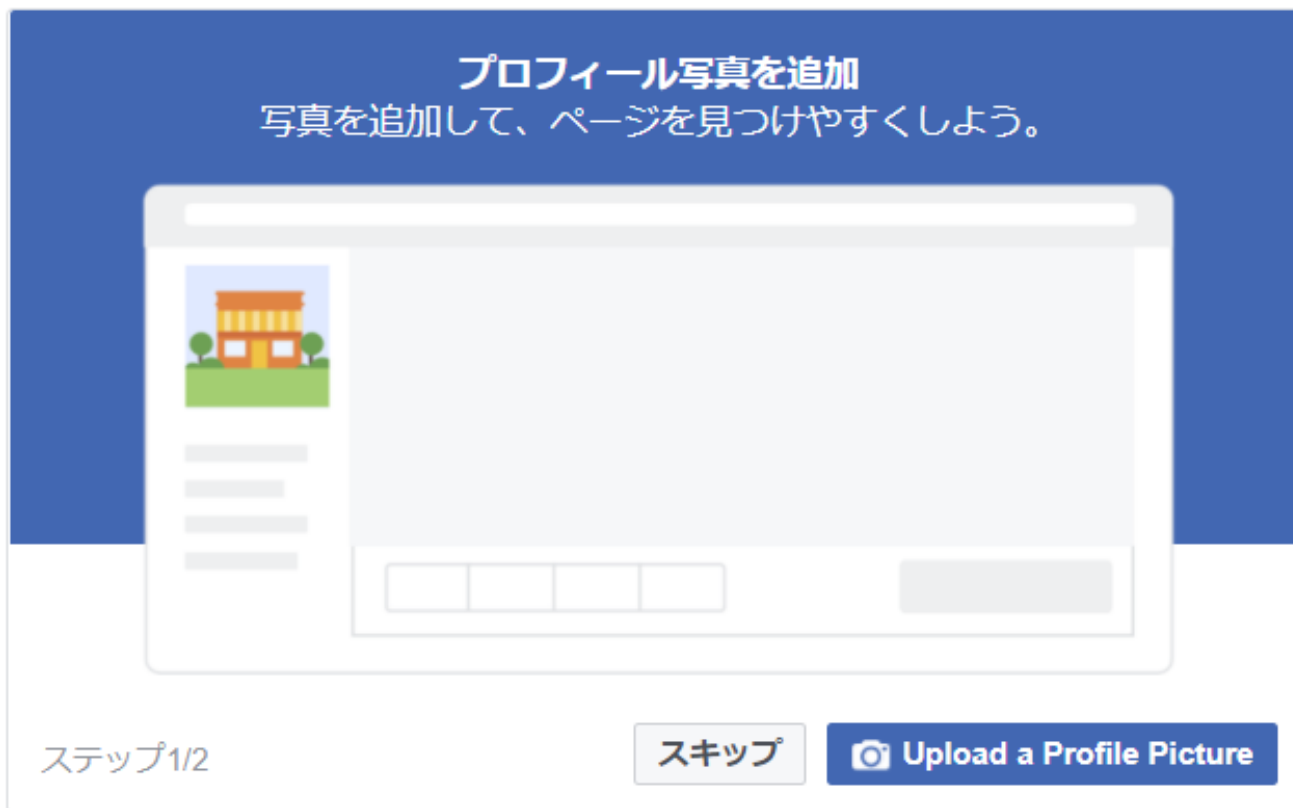 プロフィール写真を追加
写真を追加して、ページを見つけやすくしよう。
ステップ1/2
スキップ
Upload a Profile Picture